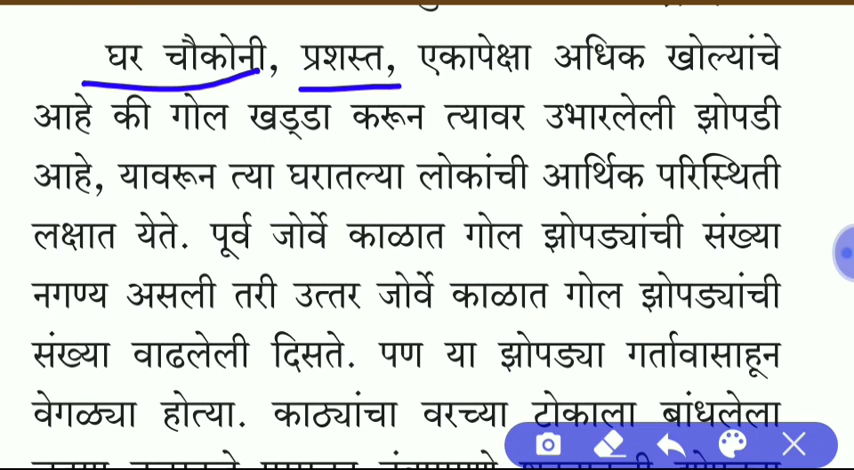 घर चौकोनी, प्रशस्त, एकापेक्षा अधिक खोल्यांचे
आहे की गोल खड्डा करून त्यावर उभारलेली झोपडी
आहे, यावरून त्या घरातल्या लोकांची आर्थिक परिस्थिती
लक्षात येते. पूर्व जोर्वे काळात गोल झोपड्यांची संख्या
नगण्य असली तरी उत्तर जोर्वे काळात गोल झोपड्यांची
संख्या वाढलेली दिसते. पण या झोपड्या गर्तावासाहून
वेगळ्या होत्या. काठ्यांचा वरच्या टोकाला बांधलेला